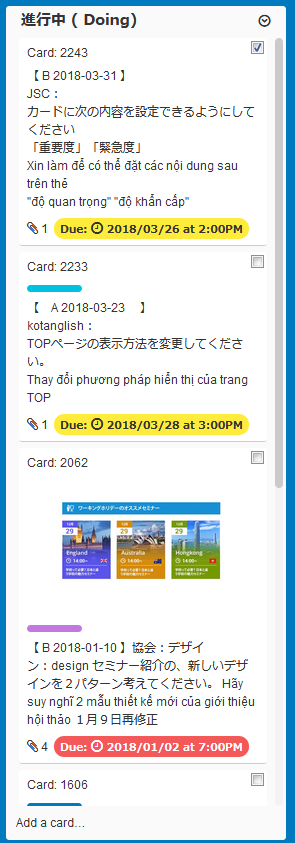 進行中 ( Doing)
Card: 2243
【 B 2018-03-31 】
JSC：
カードに次の内容を設定できるようにして
ください
「重要度」「緊急度」
Xin làm để có thể đặt các nội dung sau
trên thẻ
"độ quan trọng" "độ khẩn cấp"
1 Due: 2018/03/26 at 2:00PM
Card: 2233
【　A 2018-03-23　】
kotanglish：
TOPページの表示方法を変更してくださ
い。
Thay đổi phương pháp hiển thị của trang
TOP
1 Due: 2018/03/28 at 3:00PM
Card: 2062
ワーキングホリデーのオススメセミナー
29 29 29
England Australia Hongkong
14:00~ 14:00~ 14:00~
【 B 2018-01-10 】協会：デザイ
ン：design セミナー紹介の、新しいデザ
インを２パターン考えてください。 Hãy
suy nghĩ 2 mẫu thiết kế mới của giới thiệu
hội thảo １月９日再修正
4 Due: 2018/01/02 at 7:00PM
Card: 1606
Add a card...